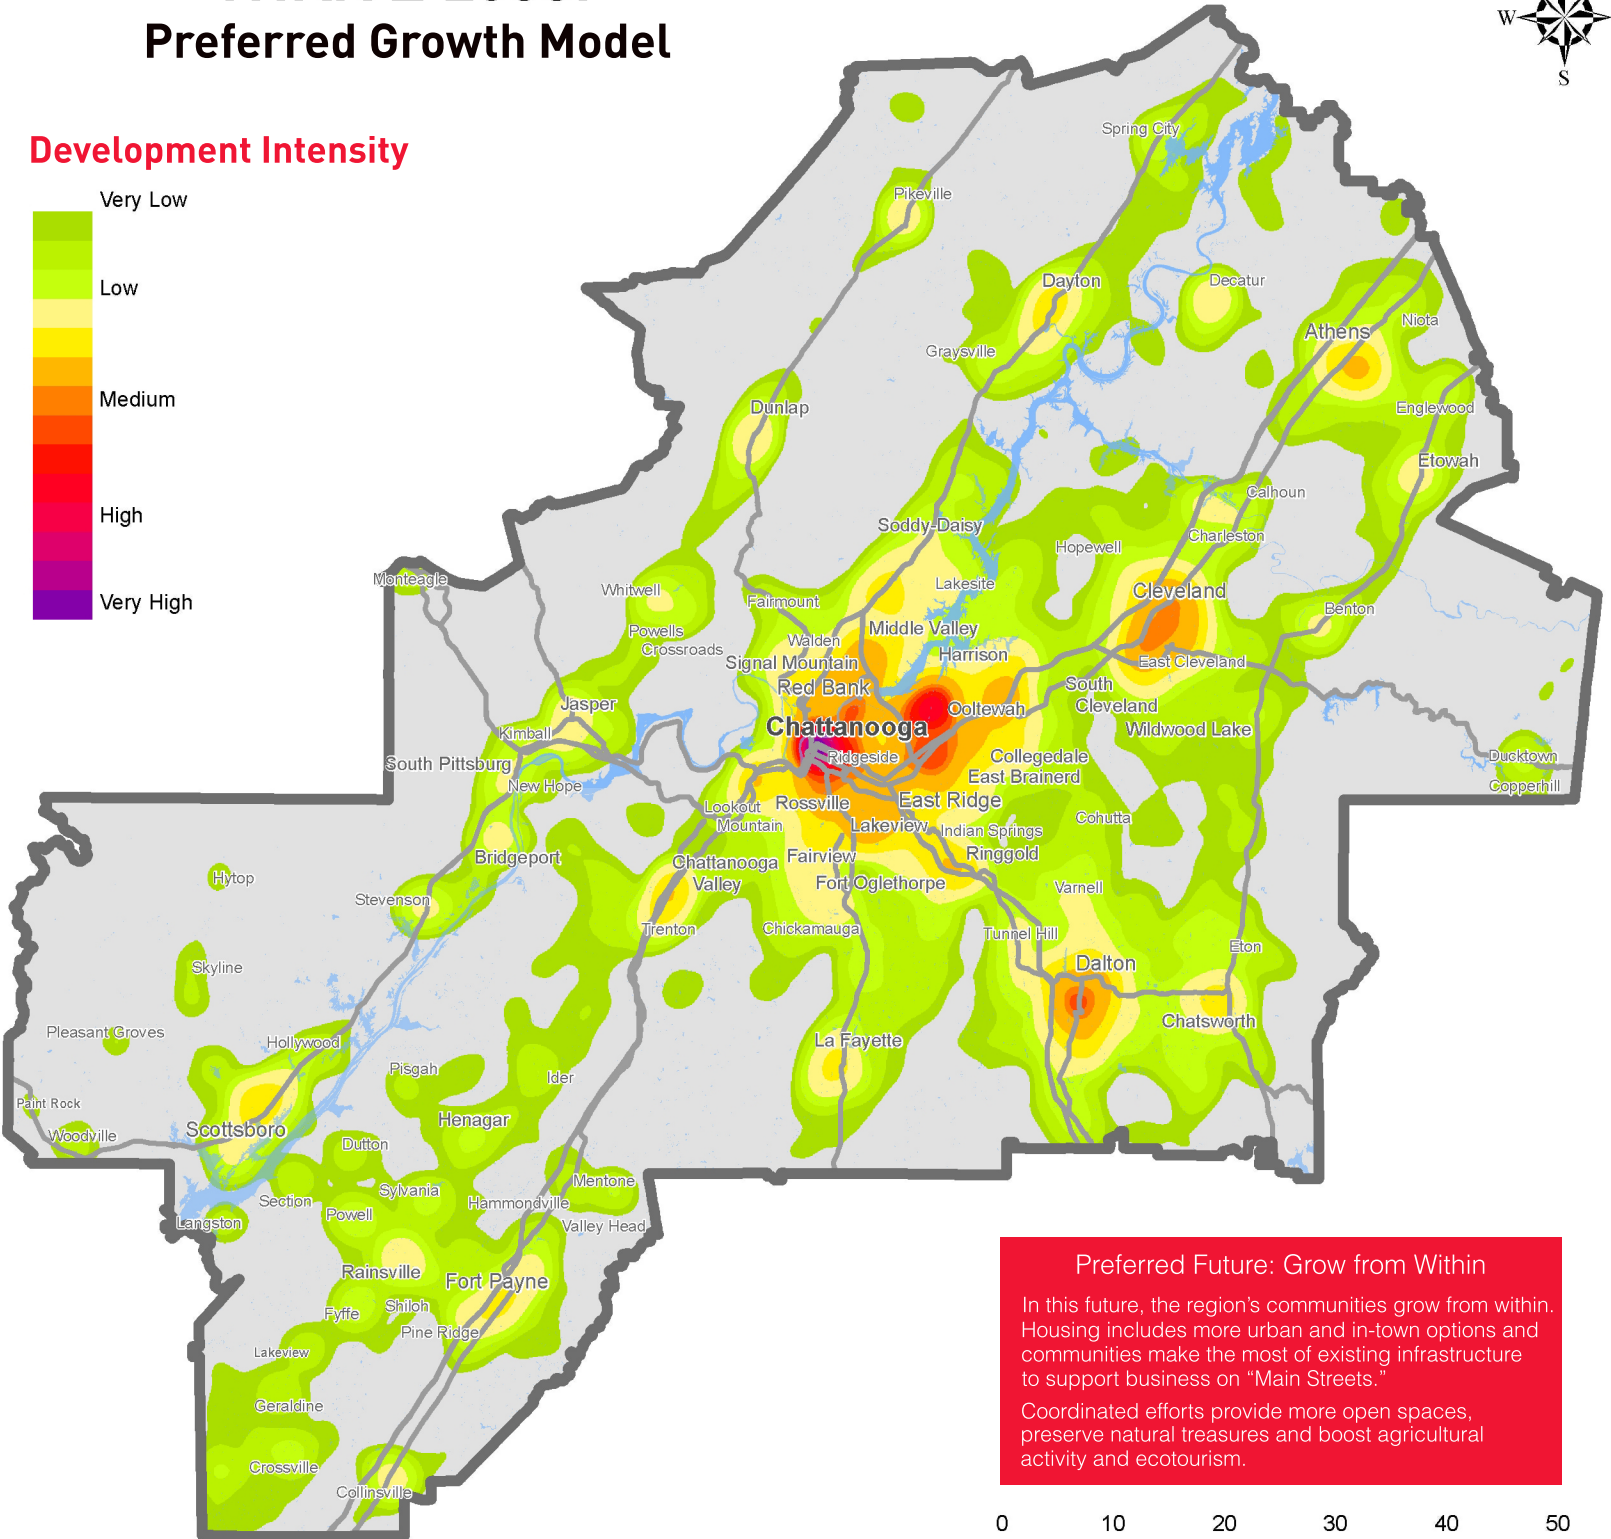 Preferred Growth Model
W
S
Development Intensity
Very Low
Low
Medium
High
Very High
Spring City
Pikeville
Dayton
Decatur
Niota
Athens
Graysville
Dunlap
Englewood
Etowah
Calhoun
Soddy-Daisy
Charleston
Hopewell
Monteagle
Lakesite
Whitwell
Cleveland
Fairmount
Benton
Powells
Crossroads
Walden
Middle Valley
Signal Mountain
Harrison
East Cleveland
Red Bank
South
Cleveland
Jasper
Ooltewah
Chattanooga
Kimball
Wildwood Lake
Ridgeside
Collegedale
South Pittsburg
East Brainerd
Ducktown
New Hope
Copperhill
Lookout
Mountain
Rossville
East Ridge
Lakeview
Indian Springs
Cohutta
Bridgeport
Chattanooga
Valley
Fairview
Ringgold
Hytop
Fort Oglethorpe
Varnell
Stevenson
Trenton
Chickamauga
Tunnel Hill
Eton
Skyline
Dalton
Pleasant Groves
Hollywood
La Fayette
Chatsworth
Pisgah
Ider
Paint Rock
Henagar
Woodville
Scottsboro
Dutton
Mentone
Section
Sylvania
Hammondville
Powell
Langston
Valley Head
Rainsville
Fort Payne
Fyffe
Shiloh
Pine Ridge
Lakeview
Geraldine
Crossville
Collinsville
Preferred Future: Grow from Within
In this future, the region's communities grow from within.
Housing includes more urban and in-town options and
communities make the most of existing infrastructure
to support business on “Main Streets.”
Coordinated efforts provide more open spaces,
preserve natural treasures and boost agricultural
activity and ecotourism.
0 10 20 30 40 50